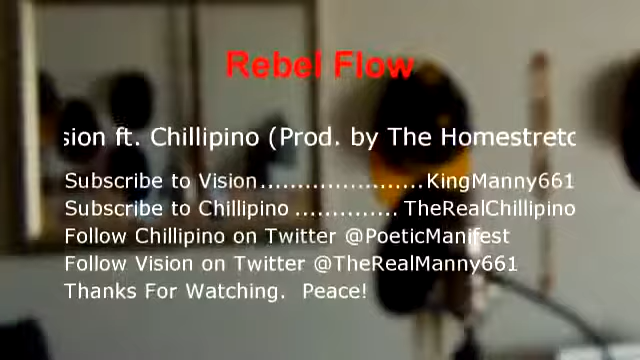 Rebel Flow
sion ft. Chillipino (Prod. by The Homestretc
Subscribe to Vision......................KingManny661
Subscribe to Chillipino .............. TheRealChillipino
Follow Chillipino on Twitter @PoeticManifest
Follow Vision on Twitter @TheRealManny661
Thanks For Watching.  Peace!